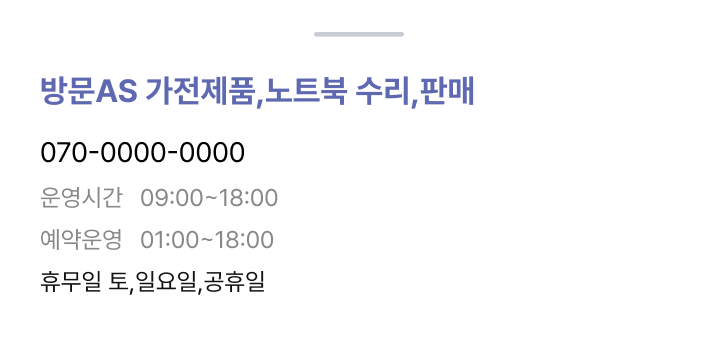 방문AS 가전제품,노트북 수리,판매
070-0000-0000
운영시간 09:00~18:00
예약운영 01:00~18:00
휴무일 토,일요일,공휴일